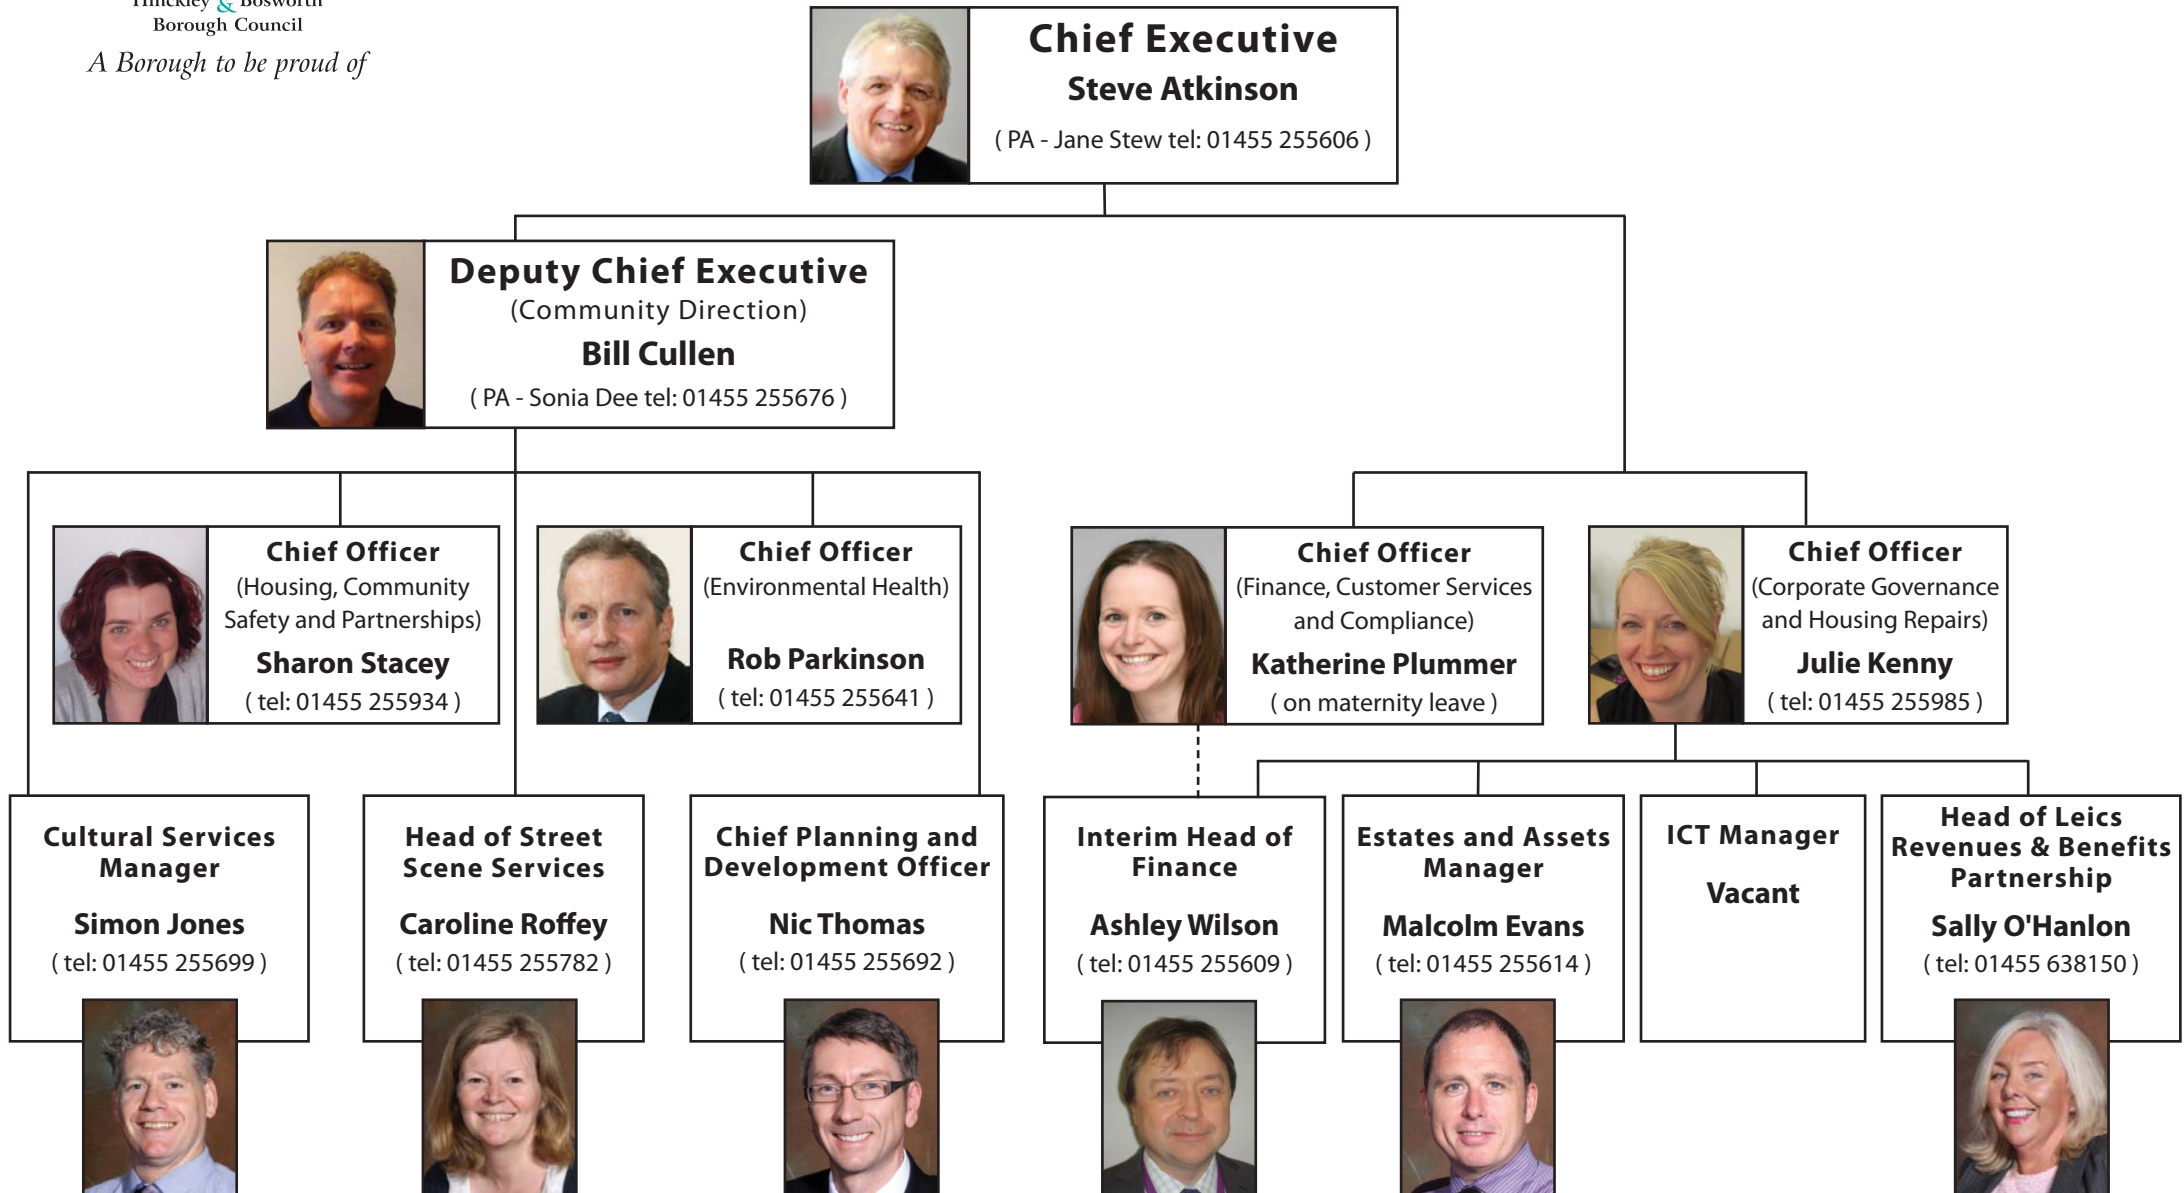 Hinckley & Bosworth
Borough Council
A Borough to be proud of
Chief Executive
Steve Atkinson
( PA - Jane Stew tel: 01455 255606 )
Deputy Chief Executive
(Community Direction)
Bill Cullen
( PA - Sonia Dee tel: 01455 255676 )
Chief Officer
(Housing, Community
Safety and Partnerships)
Sharon Stacey
( tel: 01455 255934 )
Chief Officer
(Environmental Health)
Rob Parkinson
( tel: 01455 255641 )
Chief Officer
(Finance, Customer Services
and Compliance)
Katherine Plummer
( on maternity leave )
Chief Officer
(Corporate Governance
and Housing Repairs)
Julie Kenny
( tel: 01455 255985 )
Cultural Services
Manager
Simon Jones
( tel: 01455 255699 )
Head of Street
Scene Services
Caroline Roffey
( tel: 01455 255782 )
Chief Planning and
Development Officer
Nic Thomas
( tel: 01455 255692 )
Interim Head of
Finance
Ashley Wilson
( tel: 01455 255609 )
Estates and Assets
Manager
Malcolm Evans
( tel: 01455 255614 )
ICT Manager
Vacant
Head of Leics
Revenues & Benefits
Partnership
Sally O'Hanlon
( tel: 01455 638150 )